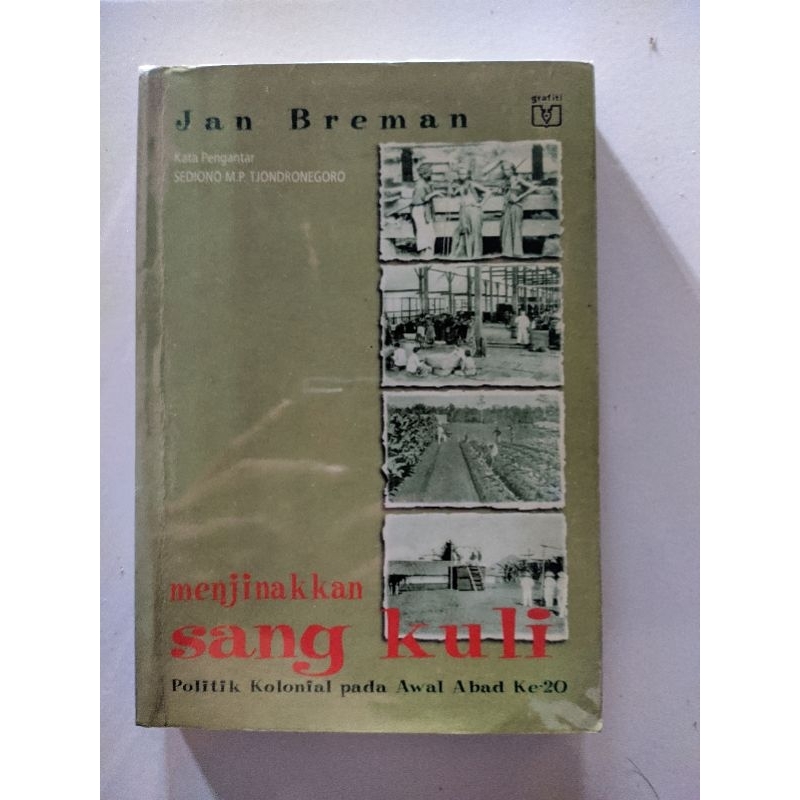 grafiti
Jan Breman
Kata Pengantar
SEDIONO M.P. TJONDRONEGORO
menjinakkan
sang kuli
Politik Kolonial pada Awal Abad Ke-20